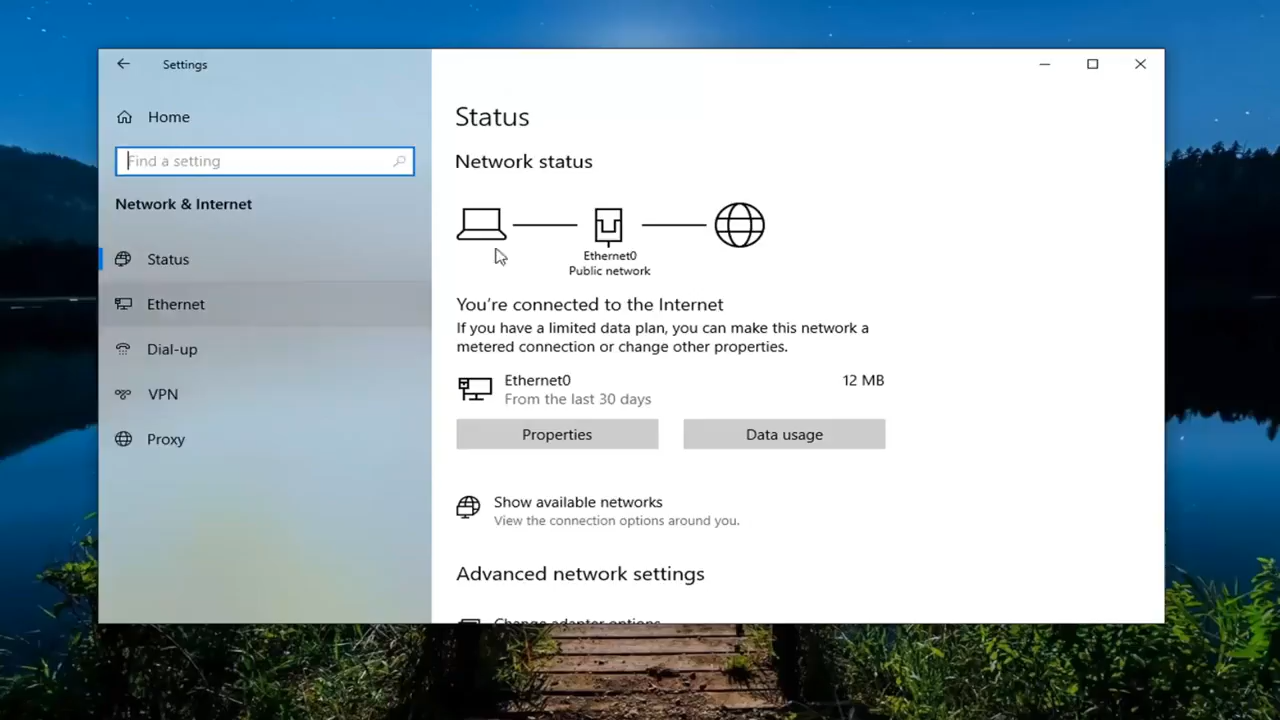 Settings
Home
Find a setting
Network & Internet
Status
Ethernet
Dial-up
VPN
Proxy
Status
Network status
Ethernet0
Public network
You're connected to the Internet
If you have a limited data plan, you can make this network a
metered connection or change other properties.
Ethernet0
12 MB
From the last 30 days
Properties
Data usage
Show available networks
View the connection options around you.
Advanced network settings
Change adapter options